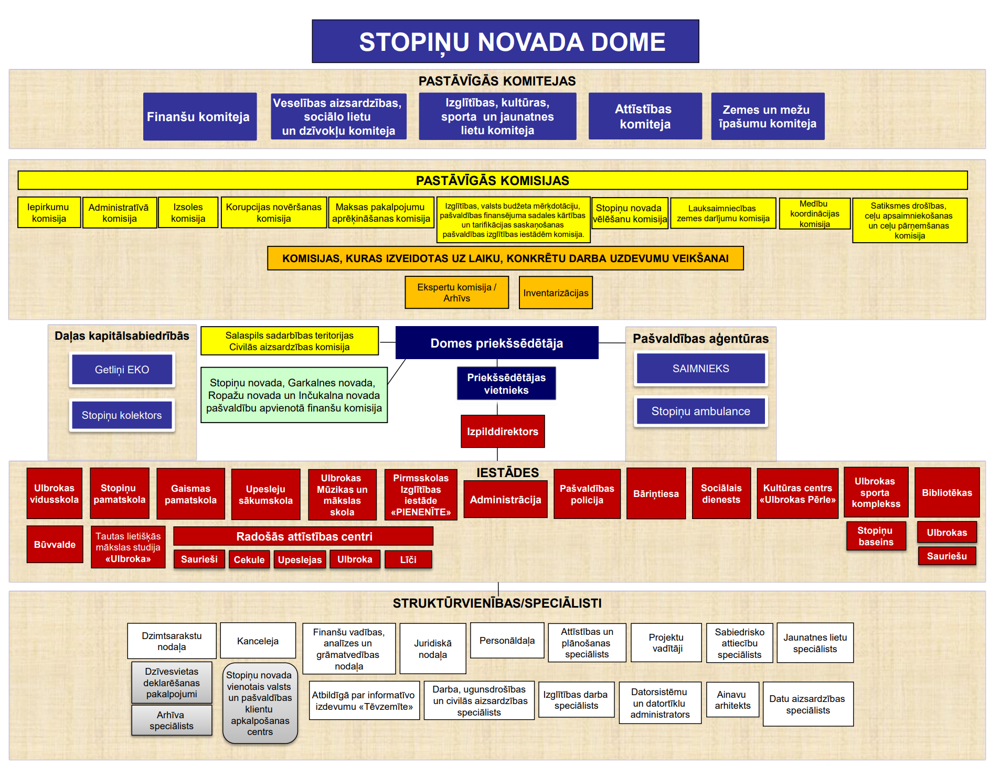 STOPIŅU NOVADA DOME
PASTĀVĪGĀS KOMITEJAS
Finanšu komiteja
Veselības aizsardzības,
sociālo lietu
un dzīvokļu komiteja
Izglītības, kultūras,
sporta un jaunatnes
lietu komiteja
Attīstības
komiteja
Zemes un mežu
īpašumu komiteja
PASTĀVĪGĀS KOMISIJAS
Iepirkumu
komisija
Administratīvā
komisija
Izsoles
komisija
Korupcijas novēršanas
komisija
Maksas pakalpojumu
aprēķināšanas komisija
Izglītības, valsts budžeta mērķdotāciju,
pašvaldības finansējuma sadales kārtības
un tarifikācijas saskaņošanas
pašvaldības izglītības iestādēm komisija.
Stopiņu novada
vēlēšanu komisija
Lauksaimniecības
zemes darījumu komisija
Medību
koordinācijas
komisija
Satiksmes drošības,
ceļu apsaimniekošanas
un ceļu pārņemšanas
komisija
KOMISIJAS, KURAS IZVEIDOTAS UZ LAIKU, KONKRĒTU DARBA UZDEVUMU VEIKŠANAI
Ekspertu komisija /
Arhīvs
Inventarizācijas
Daļas kapitālsabiedrībās
Getliņi EKO
Stopiņu kolektors
Salaspils sadarbības teritorijas
Civilās aizsardzības komisija
Stopiņu novada, Garkalnes novada,
Ropažu novada un Inčukalna novada
pašvaldību apvienotā finanšu komisija
Domes priekšsēdētāja
Priekšsēdētājas
vietnieks
Izpilddirektors
Pašvaldības aģentūras
SAIMNIEKS
Stopiņu ambulance
IESTĀDES
Ulbrokas
vidusskola
Stopiņu
pamatskola
Gaismas
pamatskola
Upesleju
sākumskola
Ulbrokas
Mūzikas un
mākslas
skola
Pirmsskolas
Izglītības
iestāde
«PIENENĪTE»
Administrācija
Pašvaldības
policija
Bāriņtiesa
Sociālais
dienests
Kultūras centrs
«Ulbrokas Pērle»
Ulbrokas
sporta
komplekss
Bibliotēkas
Būvvalde
Tautas lietišķās
mākslas studija
«Ulbroka»
Radošās attīstības centri
Saurieši
Cekule
Upeslejas
Ulbroka
Līči
Stopiņu
baseins
Ulbrokas
Sauriešu
STRUKTŪRVIENĪBAS/SPECIĀLISTI
Dzimtsarakstu
nodaļa
Kanceleja
Finanšu vadības,
analīzes un
grāmatvedības
nodaļa
Juridiskā
nodaļa
Personāldaļa
Attīstības un
plānošanas
speciālists
Projektu
vadītāji
Sabiedrisko
attiecību
speciālists
Jaunatnes lietu
speciālists
Dzīvesvietas
deklarēšanas
pakalpojumi
Arhīva
speciālists
Stopiņu novada
vienotais valsts
un pašvaldības
klientu
apkalpošanas
centrs
Atbildīgā par informatīvo
izdevumu «Tēvzemīte»
Darba, ugunsdrošības
un civilās aizsardzības
speciālists
Izglītības darba
speciālists
Datorsistēmu
un datortīklu
administrators
Ainavu
arhitekts
Datu aizsardzības
speciālists